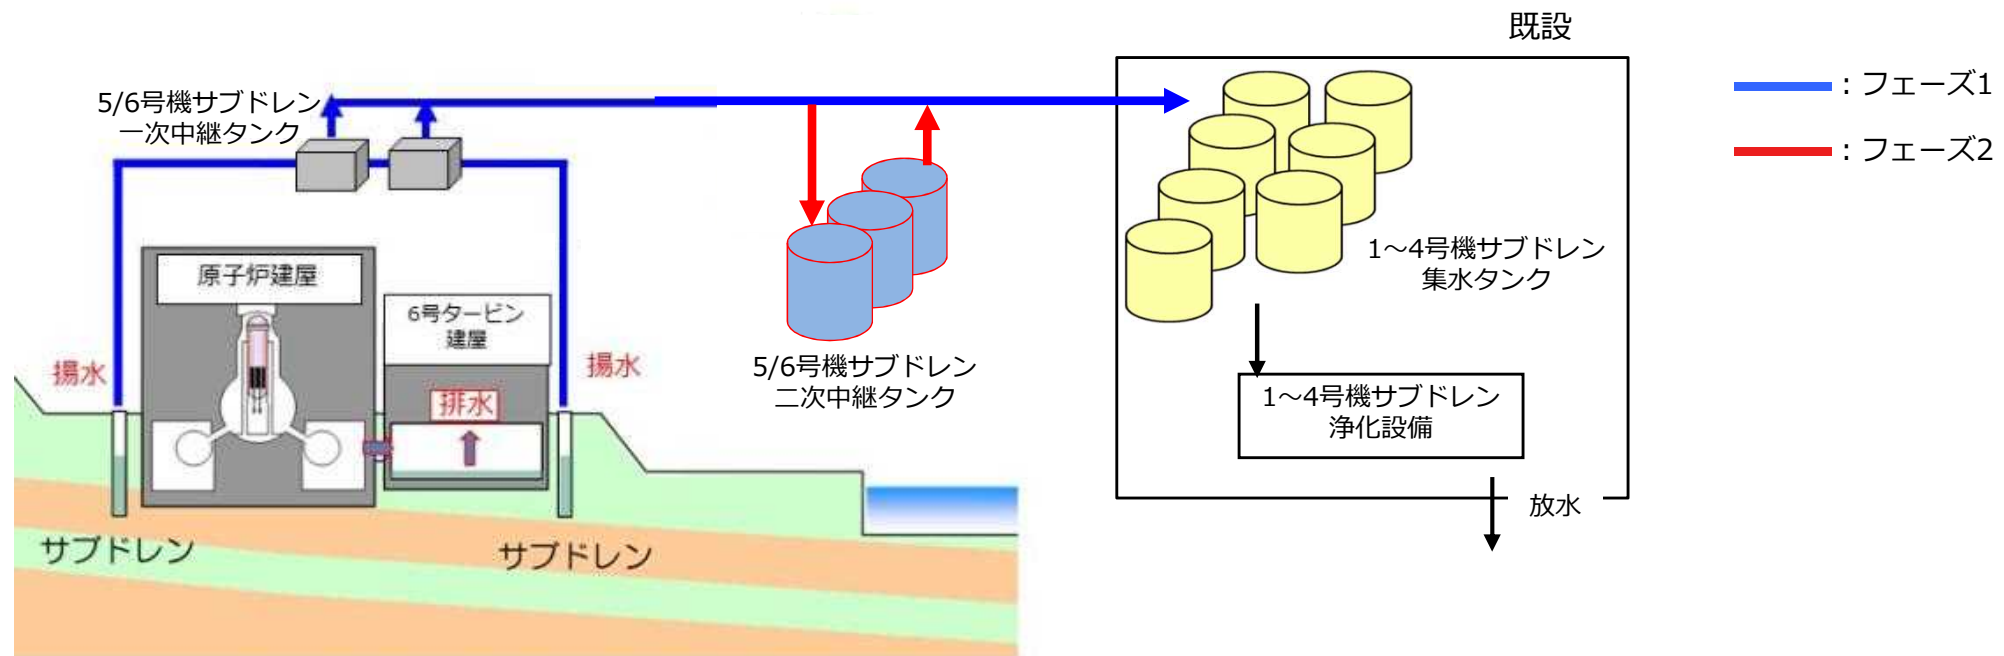 既設
5/6号機サブドレン
一次中継タンク
：フェーズ1
：フェーズ2
原子炉建屋
6号タービン
建屋
揚水
揚水
排水
1～4号機サブドレン
集水タンク
5/6号機サブドレン
二次中継タンク
1～4号機サブドレン
浄化設備
放水
サブドレン
サブドレン